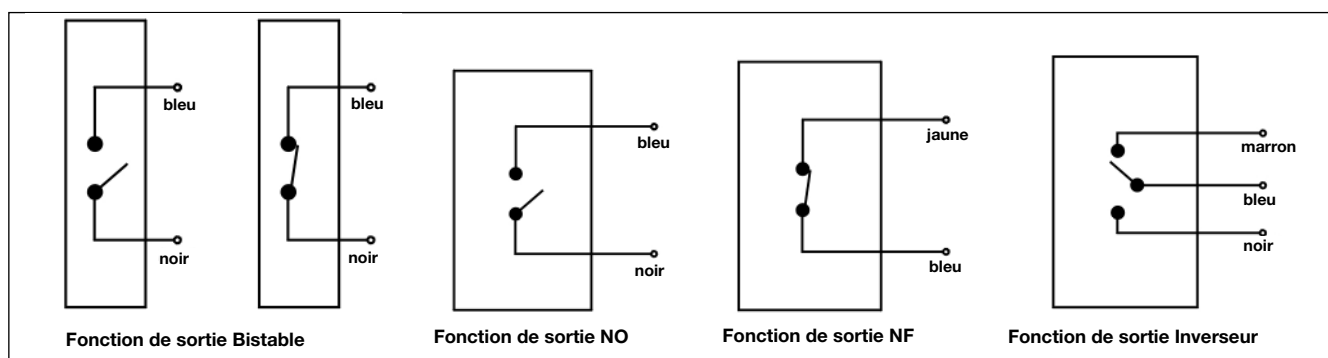 bleu
noir
Fonction de sortie Bistable
bleu
noir
bleu
noir
Fonction de sortie NO
jaune
bleu
Fonction de sortie NF
marron
bleu
noir
Fonction de sortie Inverseur